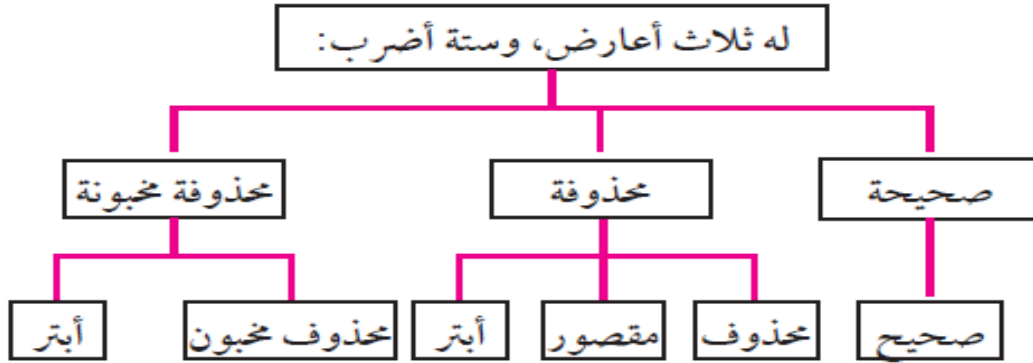 له ثلاث أعارض، وستة أضرب:
صحيحة
محذوفة
محذوفة مخبونة
صحيح
محذوف
مقصور
أبتر
محذوف مخبون
أبتر